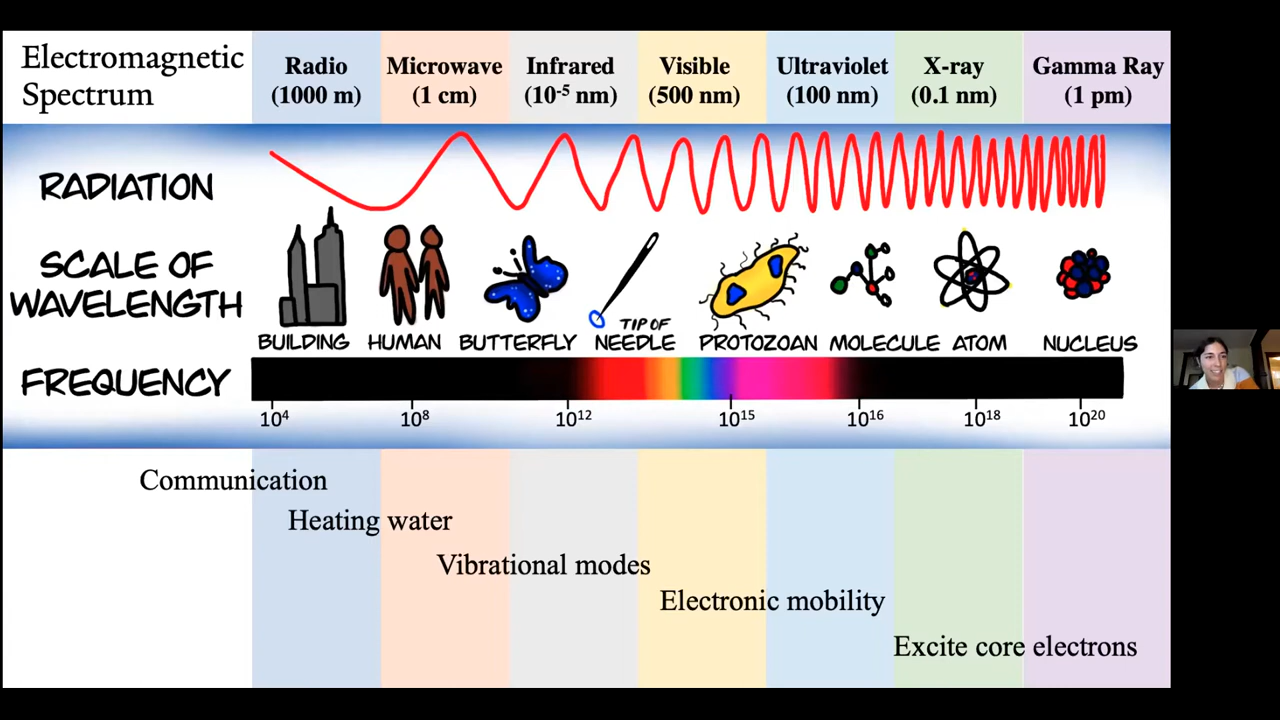 Electromagnetic
Spectrum
Radio
(1000 m)
Microwave
(1 cm)
Infrared
(10⁻⁵ nm)
Visible
(500 nm)
Ultraviolet
(100 nm)
X-ray
(0.1 nm)
Gamma Ray
(1 pm)
RADIATION
SCALE OF
WAVELENGTH
BUILDING
HUMAN
BUTTERFLY
TIP OF
NEEDLE
PROTOZOAN
MOLECULE
ATOM
NUCLEUS
FREQUENCY
10⁴
10⁸
10¹²
10¹⁵
10¹⁶
10¹⁸
10²⁰
Communication
Heating water
Vibrational modes
Electronic mobility
Excite core electrons